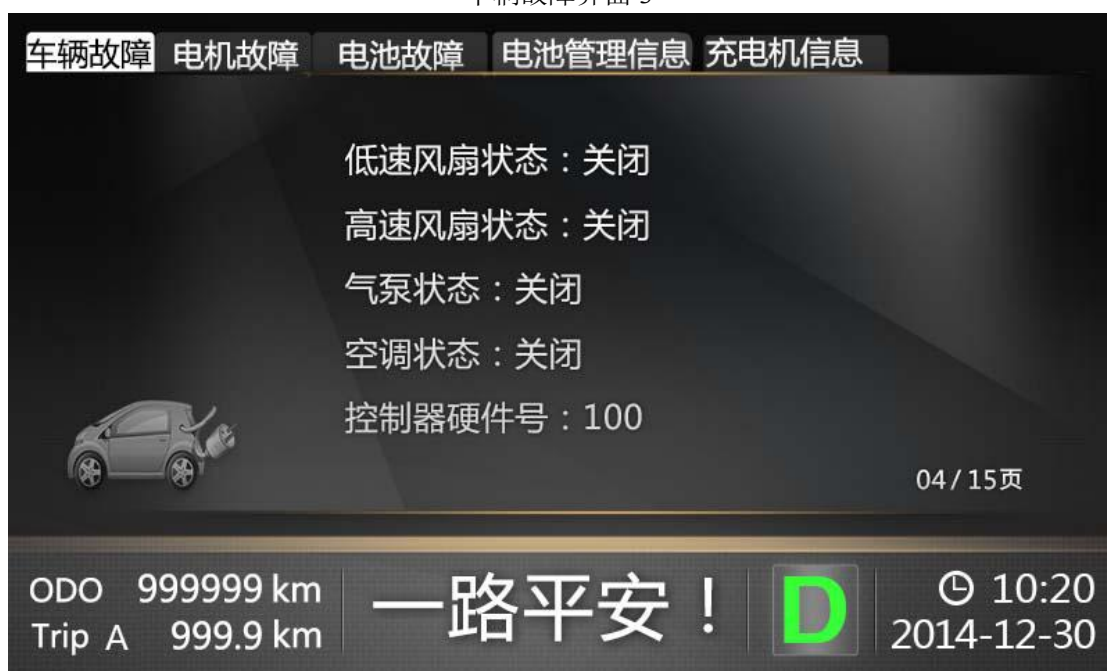 车辆故障 电机故障 电池故障 电池管理信息 充电机信息
低速风扇状态：关闭
高速风扇状态：关闭
气泵状态：关闭
空调状态：关闭
控制器硬件号：100
04/15页
ODO 999999 km
Trip A 999.9 km
一路平安！
D
10:20
2014-12-30